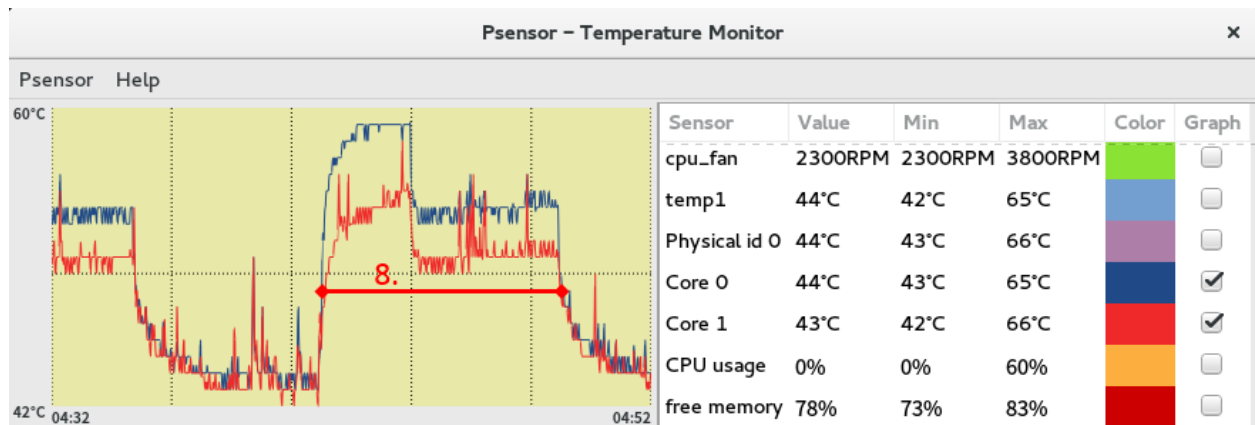 Psensor – Temperature Monitor ×
Psensor Help
60°C
8.
42°C 04:32 04:52
Sensor Value Min Max Color Graph
cpu_fan 2300RPM 2300RPM 3800RPM
temp1 44°C 42°C 65°C
Physical id 0 44°C 43°C 66°C
Core 0 44°C 43°C 65°C
Core 1 43°C 42°C 66°C
CPU usage 0% 0% 60%
free memory 78% 73% 83%